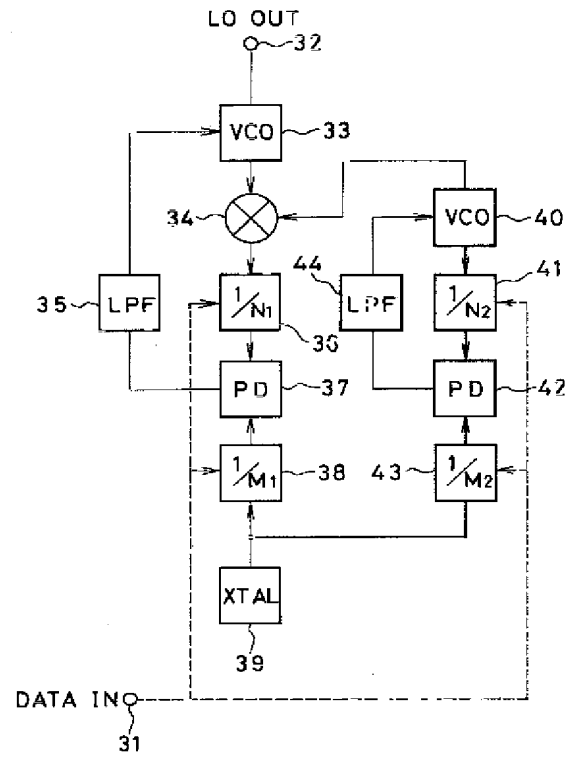 LO OUT
32
VCO
33
34
VCO
40
35
LPF
1/N1
36
44
LPF
1/N2
41
PD
37
PD
42
1/M1
38
43
1/M2
XTAL
39
DATA IN
31